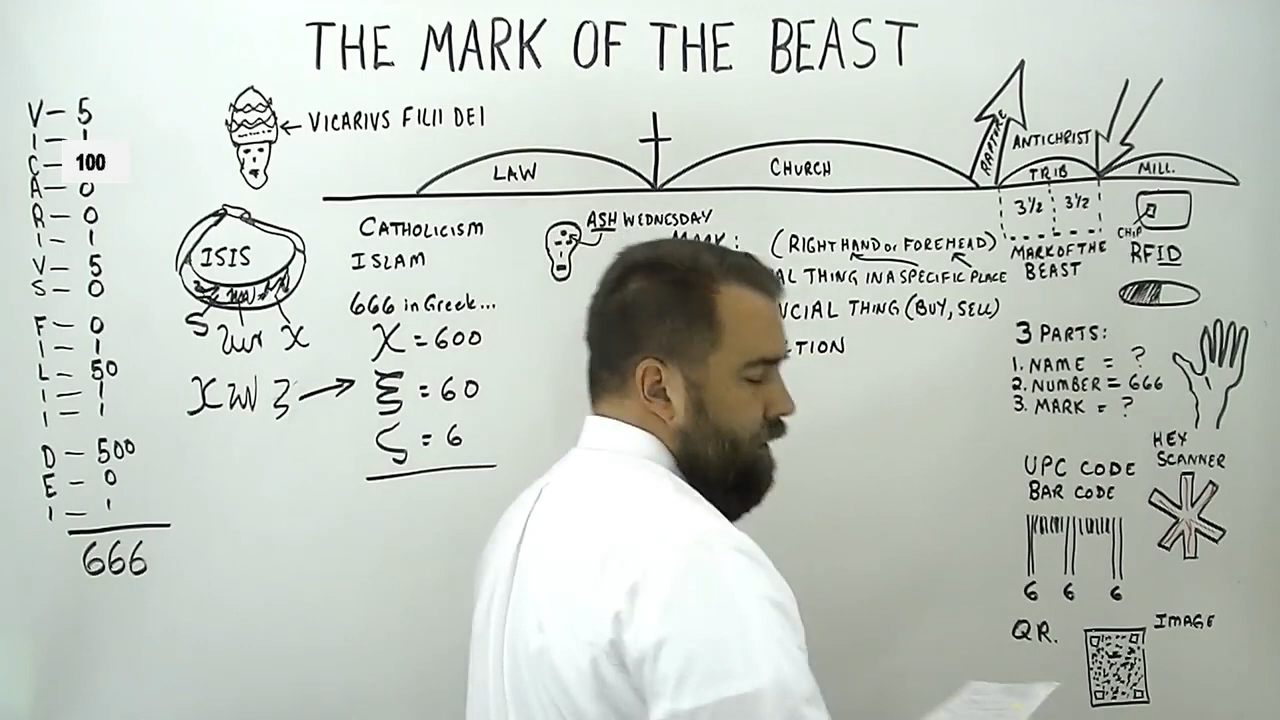 THE MARK OF THE BEAST
V – 5
I – 1
C – 100
A – 0
R – 0
I – 1
V – 5
S – 0
F – 0
I – 1
L – 50
I – 1
I – 1
D – 500
E – 0
I – 1
666
VICARIVS FILII DEI
ISIS
CATHOLICISM
ISLAM
666 in Greek...
X = 600
ξ = 60
ς = 6
LAW
CHURCH
RAPTURE
ANTICHRIST
TRIB
MILL.
3½ 3½
MARK OF THE
BEAST
ASH WEDNESDAY
MARK:
(RIGHT HAND or FOREHEAD)
THING IN A SPECIFIC PLACE
THING (BUY, SELL)
CHIP
RFID
3 PARTS:
1. NAME = ?
2. NUMBER = 666
3. MARK = ?
HEX
SCANNER
UPC CODE
BAR CODE
6 6 6
QR.
IMAGE